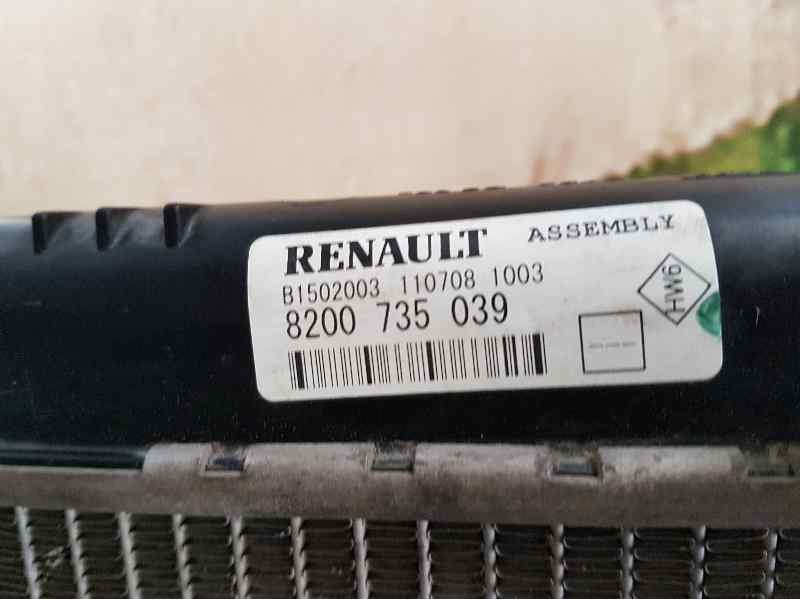 RENAULT ASSEMBLY
B1502003 110708 1003
8200 735 039
HW6